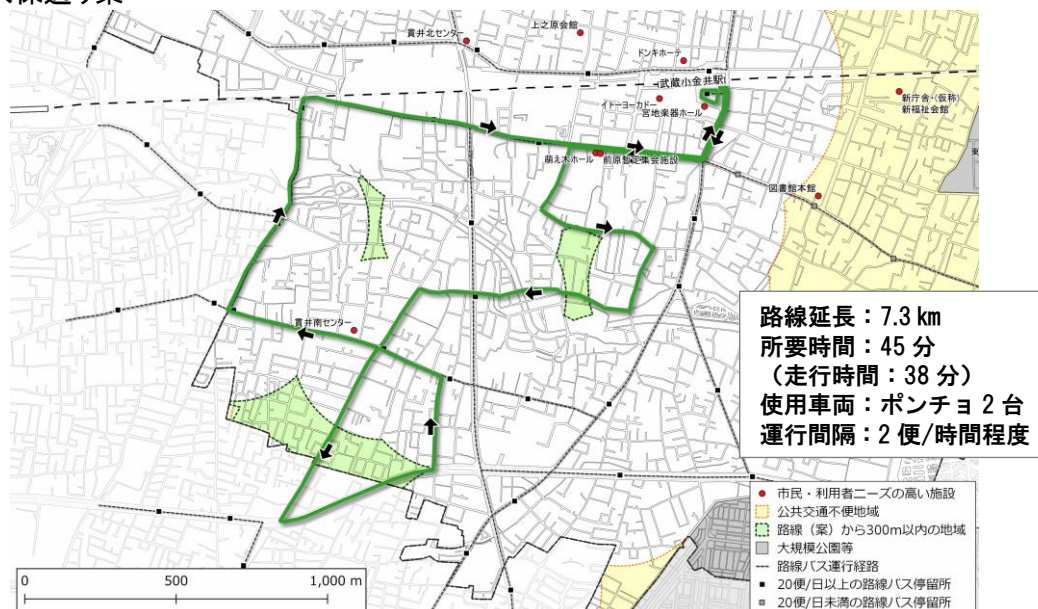 貫井北センター
上之原会館
ドンキホーテ
武蔵小金井駅
イトーヨーカドー
宮地楽器ホール
新庁舎・(仮称)
新福祉会館
萌え木ホール
前原暫定集会施設
図書館本館
貫井南センター
路線延長：7.3 km
所要時間：45 分
（走行時間：38 分）
使用車両：ポンチョ 2 台
運行間隔：2 便/時間程度
市民・利用者ニーズの高い施設
公共交通不便地域
路線（案）から300m以内の地域
大規模公園等
路線バス運行経路
20便/日以上の路線バス停留所
20便/日未満の路線バス停留所
0 500 1,000 m